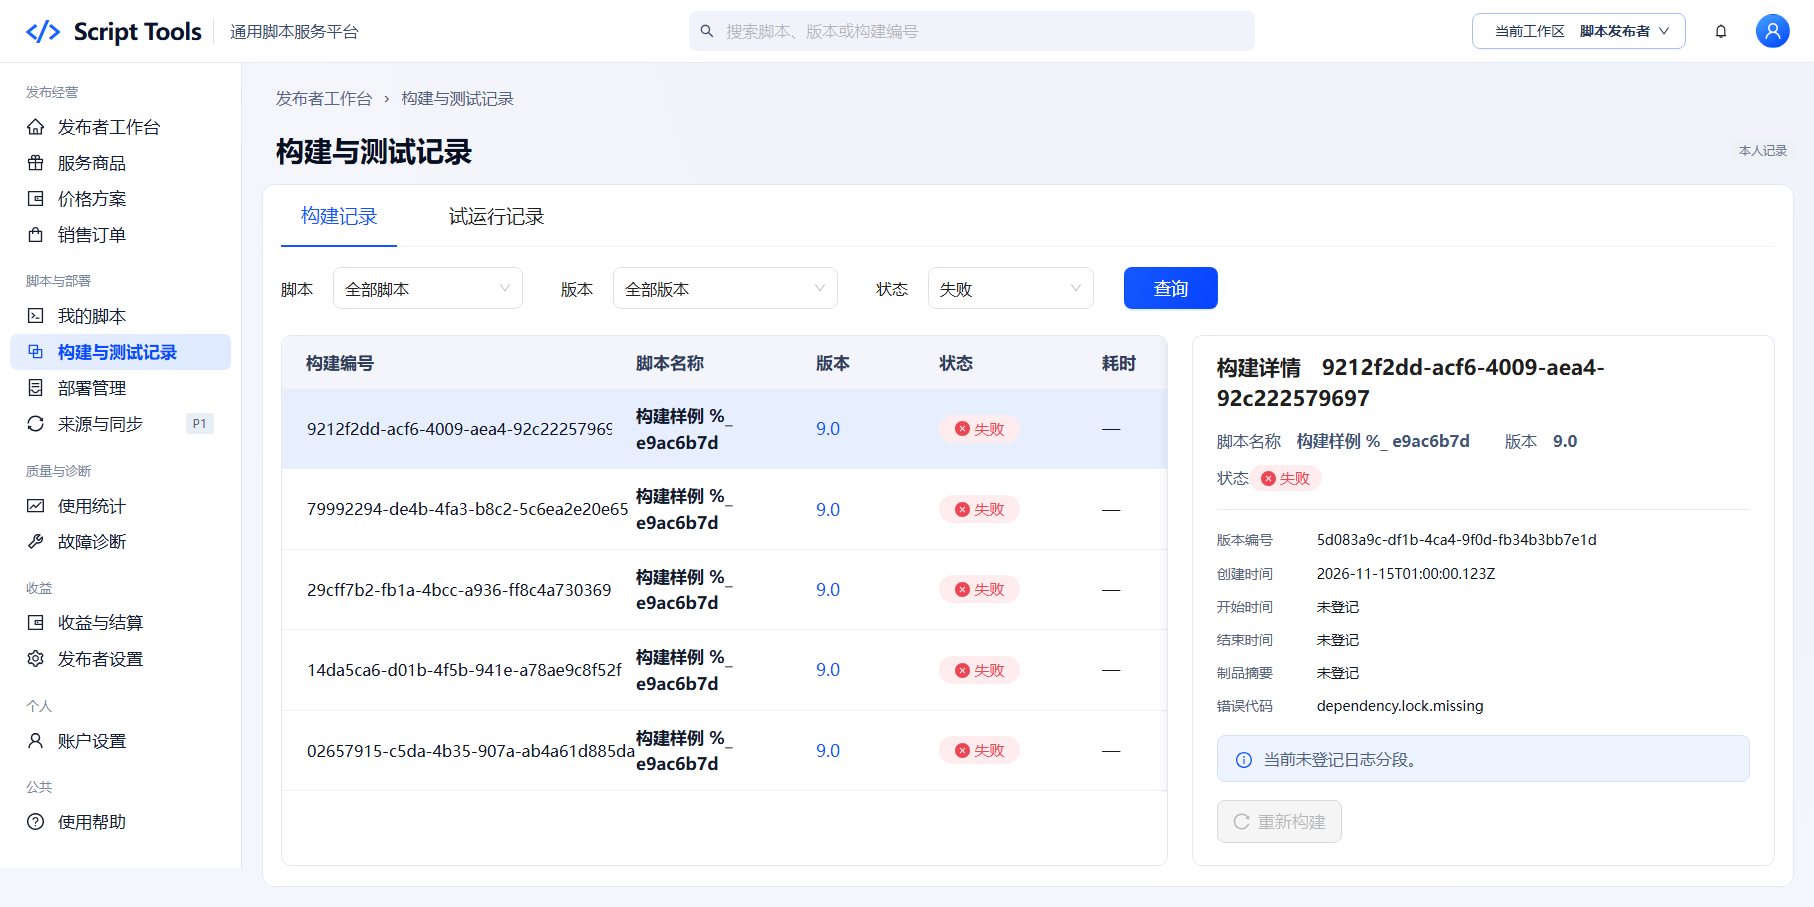 Script Tools
通用脚本服务平台
搜索脚本、版本或构建编号
当前工作区 脚本发布者
发布经营
发布者工作台
服务商品
价格方案
销售订单
脚本与部署
我的脚本
构建与测试记录
部署管理
来源与同步 P1
质量与诊断
使用统计
故障诊断
收益
收益与结算
发布者设置
个人
账户设置
公共
使用帮助
发布者工作台 › 构建与测试记录
构建与测试记录
本人记录
构建记录 试运行记录
脚本 全部脚本 版本 全部版本 状态 失败 查询
构建编号 脚本名称 版本 状态 耗时
9212f2dd-acf6-4009-aea4-92c22257969 构建样例 %_ e9ac6b7d 9.0 失败 —
79992294-de4b-4fa3-b8c2-5c6ea2e20e65 构建样例 %_ e9ac6b7d 9.0 失败 —
29cff7b2-fb1a-4bcc-a936-ff8c4a730369 构建样例 %_ e9ac6b7d 9.0 失败 —
14da5ca6-d01b-4f5b-941e-a78ae9c8f52f 构建样例 %_ e9ac6b7d 9.0 失败 —
02657915-c5da-4b35-907a-ab4a61d885da 构建样例 %_ e9ac6b7d 9.0 失败 —
构建详情 9212f2dd-acf6-4009-aea4-
92c222579697
脚本名称 构建样例 %_ e9ac6b7d 版本 9.0
状态 失败
版本编号 5d083a9c-df1b-4ca4-9f0d-fb34b3bb7e1d
创建时间 2026-11-15T01:00:00.123Z
开始时间 未登记
结束时间 未登记
制品摘要 未登记
错误代码 dependency.lock.missing
当前未登记日志分段。
重新构建